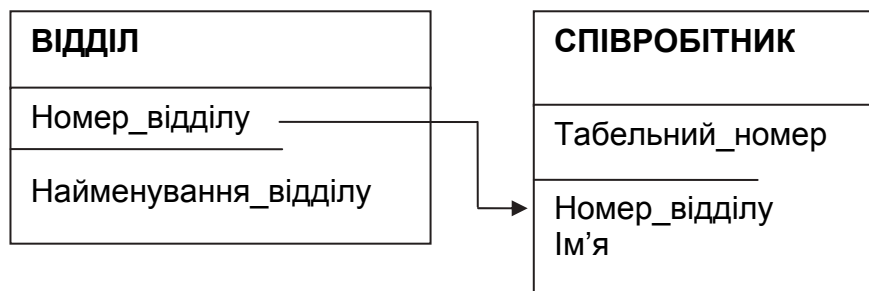 ВІДДІЛ
Номер_відділу
Найменування_відділу
СПІВРОБІТНИК
Табельний_номер
Номер_відділу
Ім’я